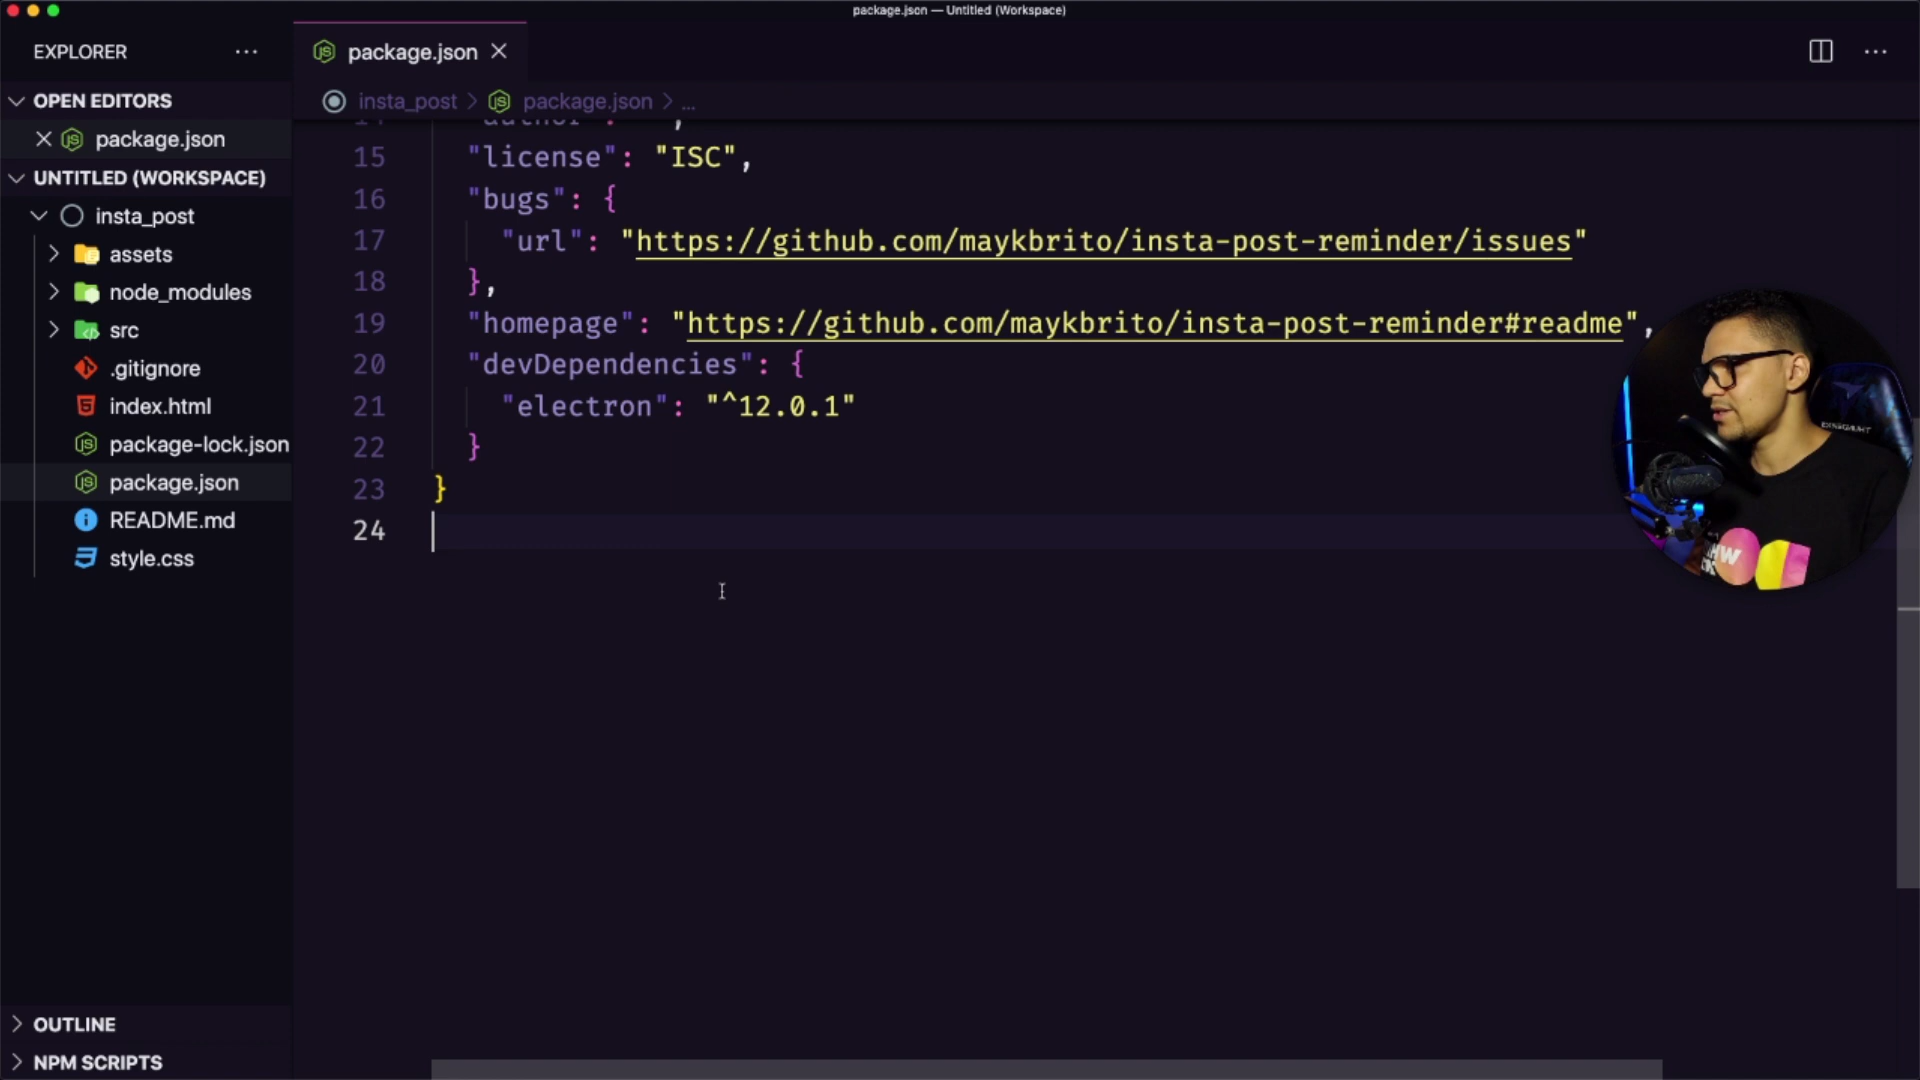 package.json — Untitled (Workspace)
EXPLORER
OPEN EDITORS
package.json
UNTITLED (WORKSPACE)
insta_post
assets
node_modules
src
.gitignore
index.html
package-lock.json
package.json
README.md
style.css
OUTLINE
NPM SCRIPTS
package.json
insta_post > package.json > ...
15 "license": "ISC",
16 "bugs": {
17 "url": "https://github.com/maykbrito/insta-post-reminder/issues"
18 },
19 "homepage": "https://github.com/maykbrito/insta-post-reminder#readme",
20 "devDependencies": {
21 "electron": "^12.0.1"
22 }
23 }
24